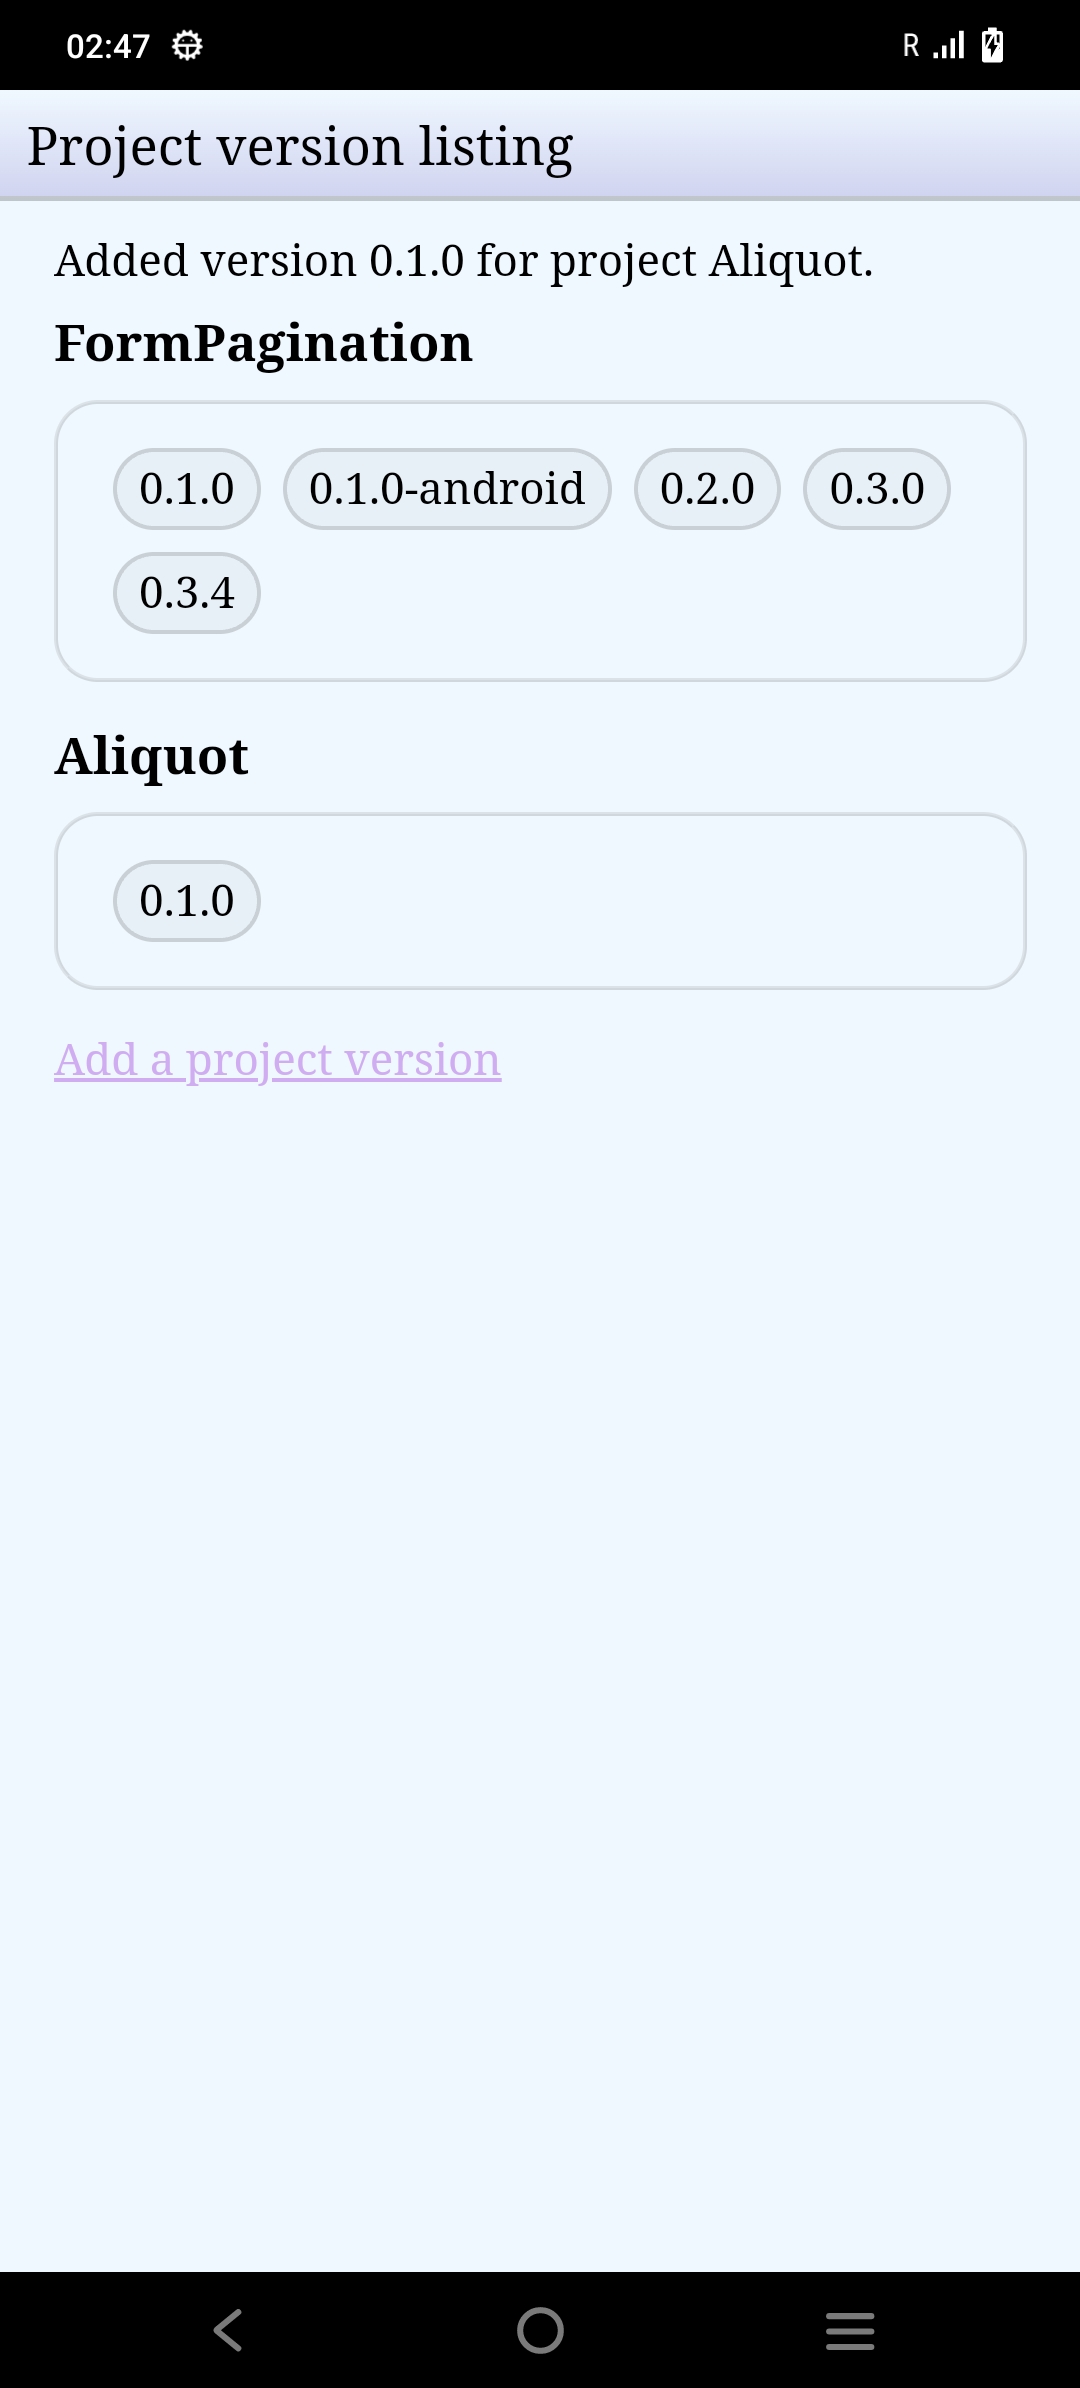 02:47 R
Project version listing
Added version 0.1.0 for project Aliquot.
FormPagination
0.1.0 0.1.0-android 0.2.0 0.3.0
0.3.4
Aliquot
0.1.0
Add a project version